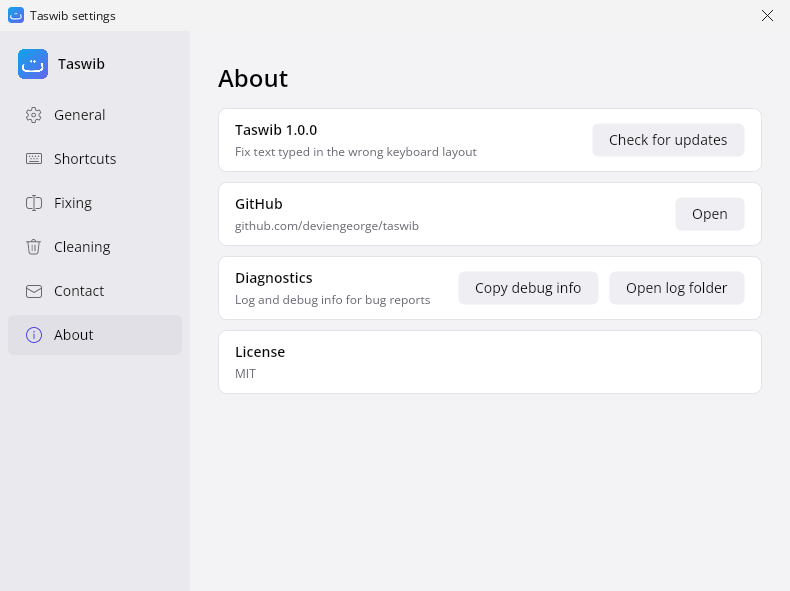 Taswib settings
Taswib
General
Shortcuts
Fixing
Cleaning
Contact
About
About
Taswib 1.0.0
Fix text typed in the wrong keyboard layout
Check for updates
GitHub
github.com/deviengeorge/taswib
Open
Diagnostics
Log and debug info for bug reports
Copy debug info
Open log folder
License
MIT